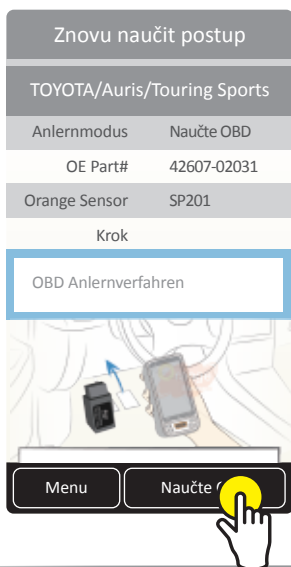 Znovu naučit postup
TOYOTA/Auris/Touring Sports
Anlernmodus Naučte OBD
OE Part# 42607-02031
Orange Sensor SP201
Krok
OBD Anlernverfahren
Menu Naučte